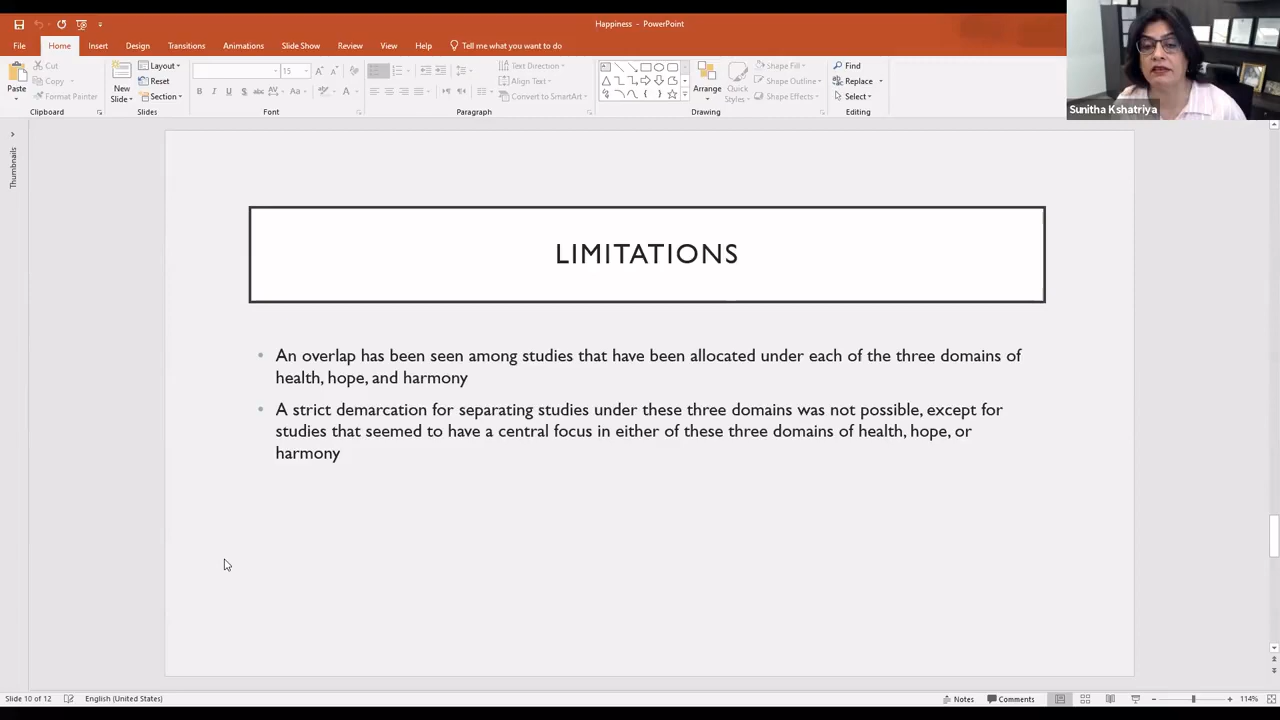 Happiness - PowerPoint
File Home Insert Design Transitions Animations Slide Show Review View Help Tell me what you want to do
Paste
Cut
Copy
Format Painter
Clipboard
New Slide
Layout
Reset
Section
Slides
15
Font
Text Direction
Align Text
Convert to SmartArt
Paragraph
Arrange
Quick Styles
Shape Fill
Shape Outline
Shape Effects
Drawing
Find
Replace
Select
Editing
Sunitha Kshatriya
Thumbnails
LIMITATIONS
• An overlap has been seen among studies that have been allocated under each of the three domains of
health, hope, and harmony
• A strict demarcation for separating studies under these three domains was not possible, except for
studies that seemed to have a central focus in either of these three domains of health, hope, or
harmony
Slide 10 of 12 English (United States) Notes Comments 114%